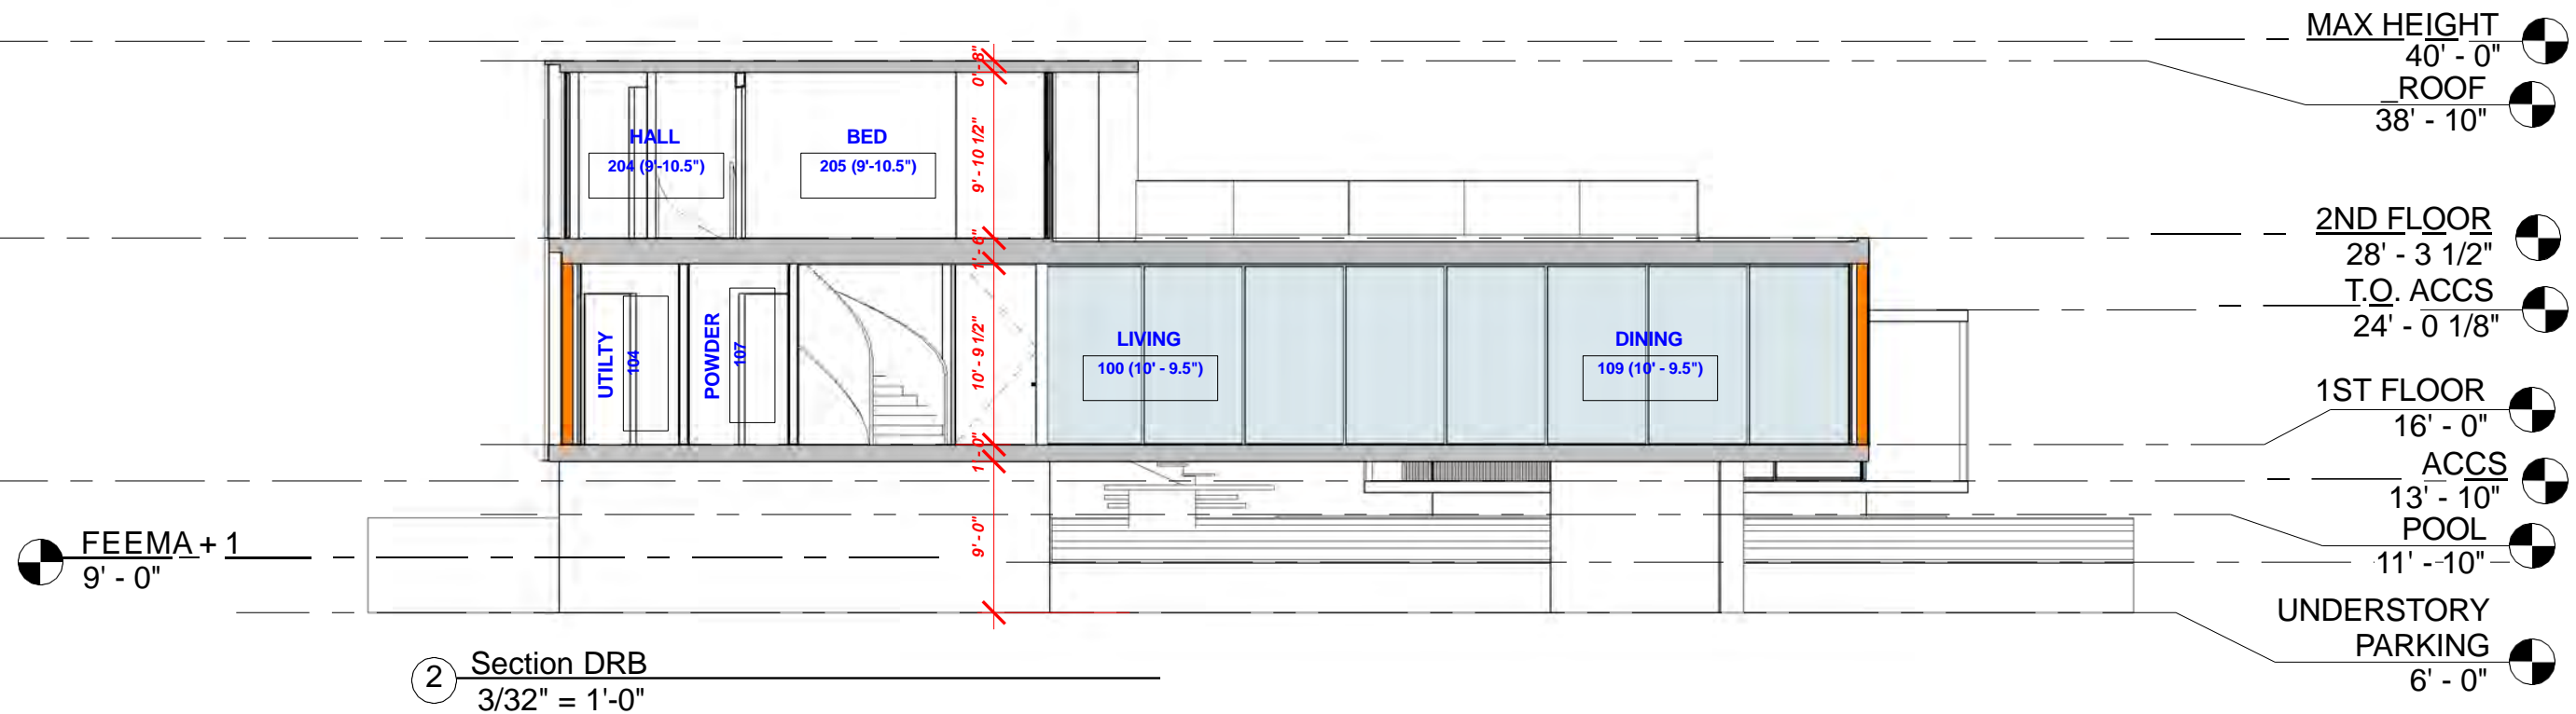 MAX HEIGHT
40' - 0"
_ROOF
38' - 10"
0' - 8"
HALL
204 (9'-10.5")
BED
205 (9'-10.5")
9' - 10 1/2"
2ND FLOOR
28' - 3 1/2"
1' - 6"
T.O. ACCS
24' - 0 1/8"
UTILTY
104
POWDER
107
10' - 9 1/2"
LIVING
100 (10' - 9.5")
DINING
109 (10' - 9.5")
1ST FLOOR
16' - 0"
1' - 0"
ACCS
13' - 10"
POOL
11' - 10"
9' - 0"
FEEMA + 1
9' - 0"
UNDERSTORY
PARKING
6' - 0"
2
Section DRB
3/32" = 1'-0"